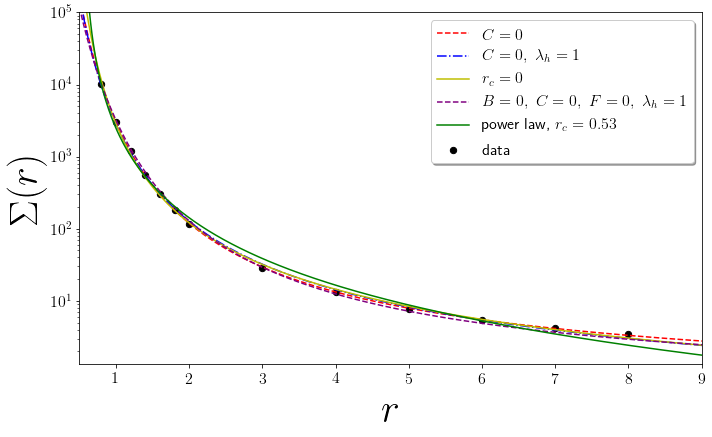 10^5
10^4
10^3
10^2
10^1
Σ(r)
C = 0
C = 0, λ_h = 1
r_c = 0
B = 0, C = 0, F = 0, λ_h = 1
power law, r_c = 0.53
data
1 2 3 4 5 6 7 8 9
r